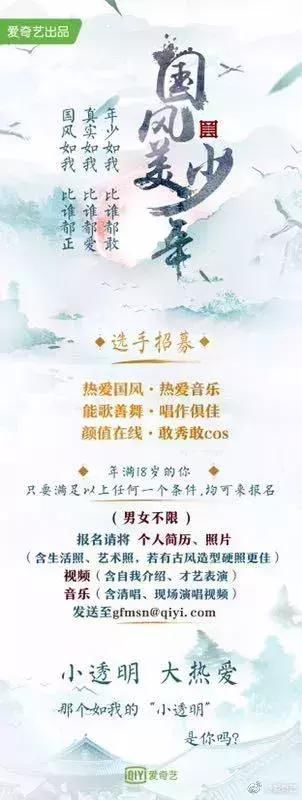 爱奇艺出品
国风美少年
年少如我 比谁都敢
真实如我 比谁都爱
国风如我 比谁都正
选手招募
热爱国风·热爱音乐
能歌善舞·唱作俱佳
颜值在线·敢秀敢cos
年满18岁的你
只要满足以上任何一个条件,均可来报名
(男女不限)
报名请将 个人简历、照片
(含生活照、艺术照,若有古风造型硬照更佳)
视频(含自我介绍、才艺表演)
音乐(含清唱、现场演唱视频)
发送至gfmsn@qiyi.com
小透明 大热爱
那个如我的“小透明”
是你吗?
QIY 爱奇艺